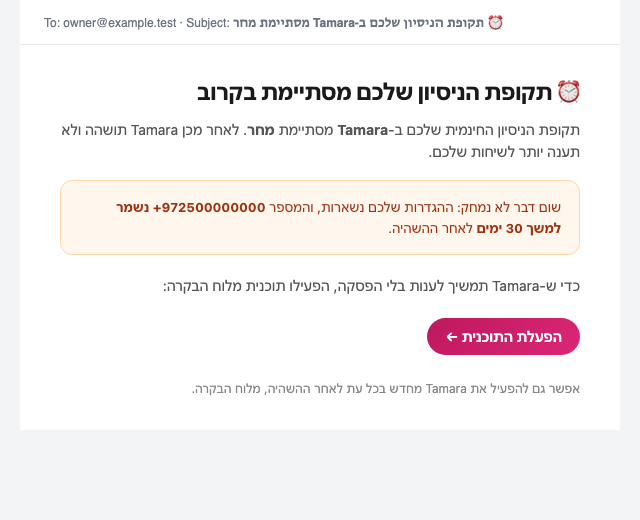 To: owner@example.test · Subject: ⏰ תקופת הניסיון שלכם ב-Tamara מסתיימת מחר
⏰ תקופת הניסיון שלכם מסתיימת בקרוב
תקופת הניסיון החינמית שלכם ב-Tamara מסתיימת מחר. לאחר מכן Tamara תושהה ולא
תענה יותר לשיחות שלכם.
שום דבר לא נמחק: ההגדרות שלכם נשארות, והמספר 972500000000+ נשמר
למשך 30 ימים לאחר ההשהיה.
כדי ש-Tamara תמשיך לענות בלי הפסקה, הפעילו תוכנית מלוח הבקרה:
הפעלת התוכנית ←
אפשר גם להפעיל את Tamara מחדש בכל עת לאחר ההשהיה, מלוח הבקרה.